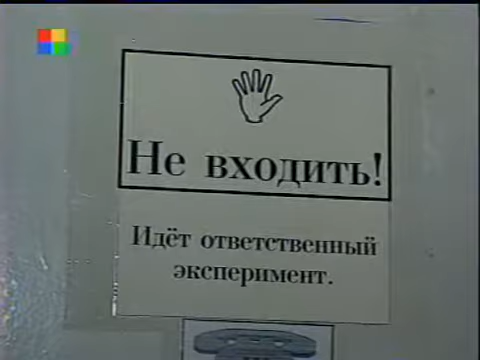 Не входить!
Идёт ответственный
эксперимент.